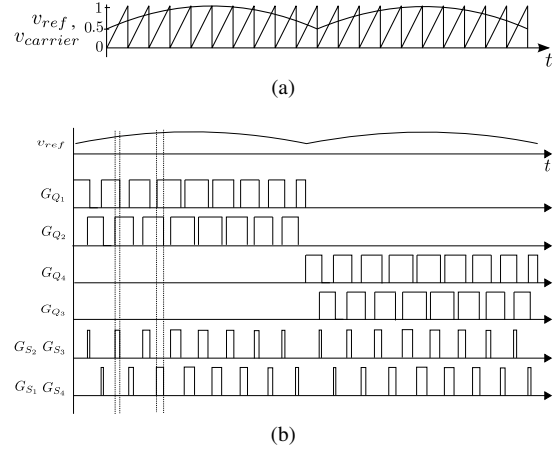 1
v_ref ,
0.5
v_carrier
0
t
(a)
v_ref
t
G_Q1
G_Q2
G_Q4
G_Q3
G_S2 G_S3
G_S1 G_S4
(b)